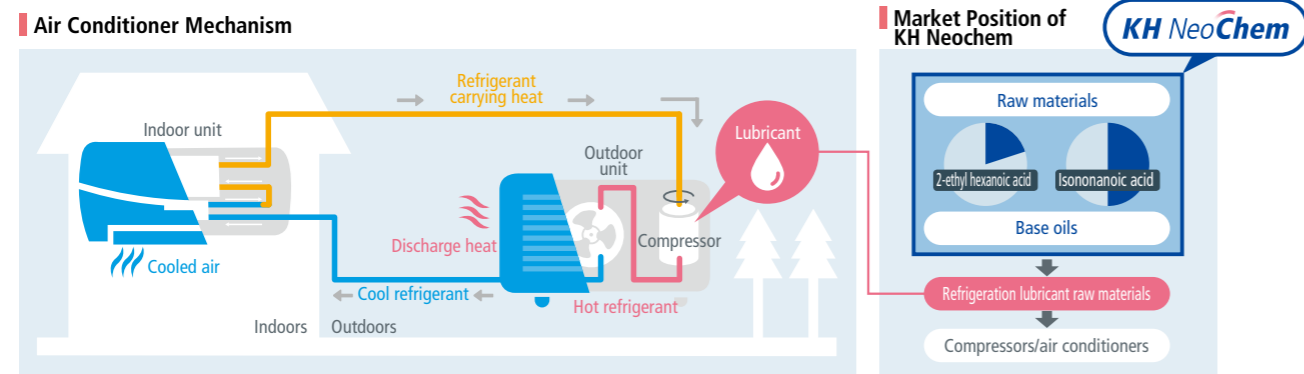 Air Conditioner Mechanism
Refrigerant
carrying heat
Indoor unit
Lubricant
Outdoor
unit
Compressor
Discharge heat
Cooled air
Cool refrigerant
Hot refrigerant
Indoors
Outdoors
Market Position of
KH Neochem
KH NeoChem
Raw materials
2-ethyl hexanoic acid
Isononanoic acid
Base oils
Refrigeration lubricant raw materials
Compressors/air conditioners